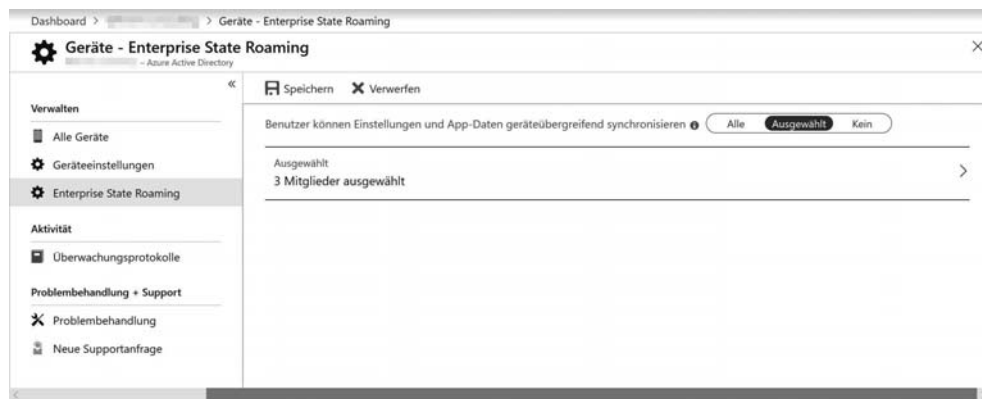 Dashboard > > Geräte - Enterprise State Roaming
Geräte - Enterprise State Roaming
– Azure Active Directory
Speichern Verwerfen
Verwalten
Alle Geräte
Geräteeinstellungen
Enterprise State Roaming
Aktivität
Überwachungsprotokolle
Problembehandlung + Support
Problembehandlung
Neue Supportanfrage
Benutzer können Einstellungen und App-Daten geräteübergreifend synchronisieren Alle Ausgewählt Kein
Ausgewählt
3 Mitglieder ausgewählt